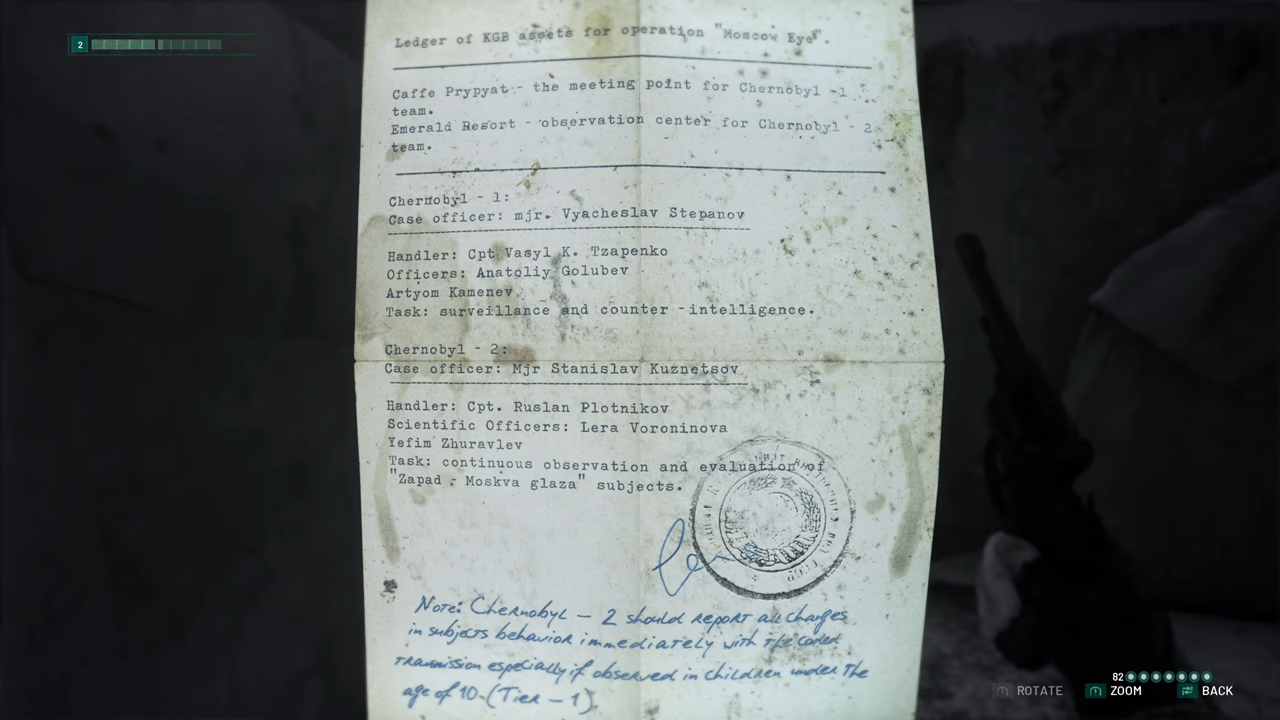 2
Ledger of KGB assets for operation "Moscow Eye".
Caffe Prypyat - the meeting point for Chernobyl -1
team.
Emerald Resort - observation center for Chernobyl - 2
team.
Chernobyl - 1:
Case officer: mjr. Vyacheslav Stepanov
Handler: Cpt Vasyl K. Tzapenko
Officers: Anatoliy Golubev
Artyom Kamenev
Task: surveillance and counter -intelligence.
Chernobyl - 2:
Case officer: Mjr Stanislav Kuznetsov
Handler: Cpt. Ruslan Plotnikov
Scientific Officers: Lera Voroninova
Yefim Zhuravlev
Task: continuous observation and evaluation of
"Zapad - Moskva glaza" subjects.
Note: Chernobyl - 2 should report all changes
in subjects behavior immediately with the coded
transmission especially if observed in children under the
age of 10 (Tier - 1).
82
ROTATE
ZOOM
BACK